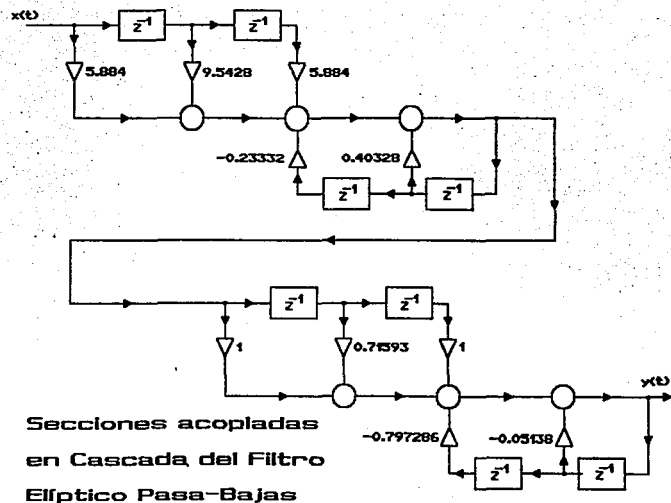 x(t)
z⁻¹
z⁻¹
5.884
9.5428
5.884
-0.23332
0.40328
z⁻¹
z⁻¹
z⁻¹
z⁻¹
1
0.71593
1
y(t)
-0.797286
-0.05138
z⁻¹
z⁻¹
Secciones acopladas
en Cascada del Filtro
Elíptico Pasa-Bajas